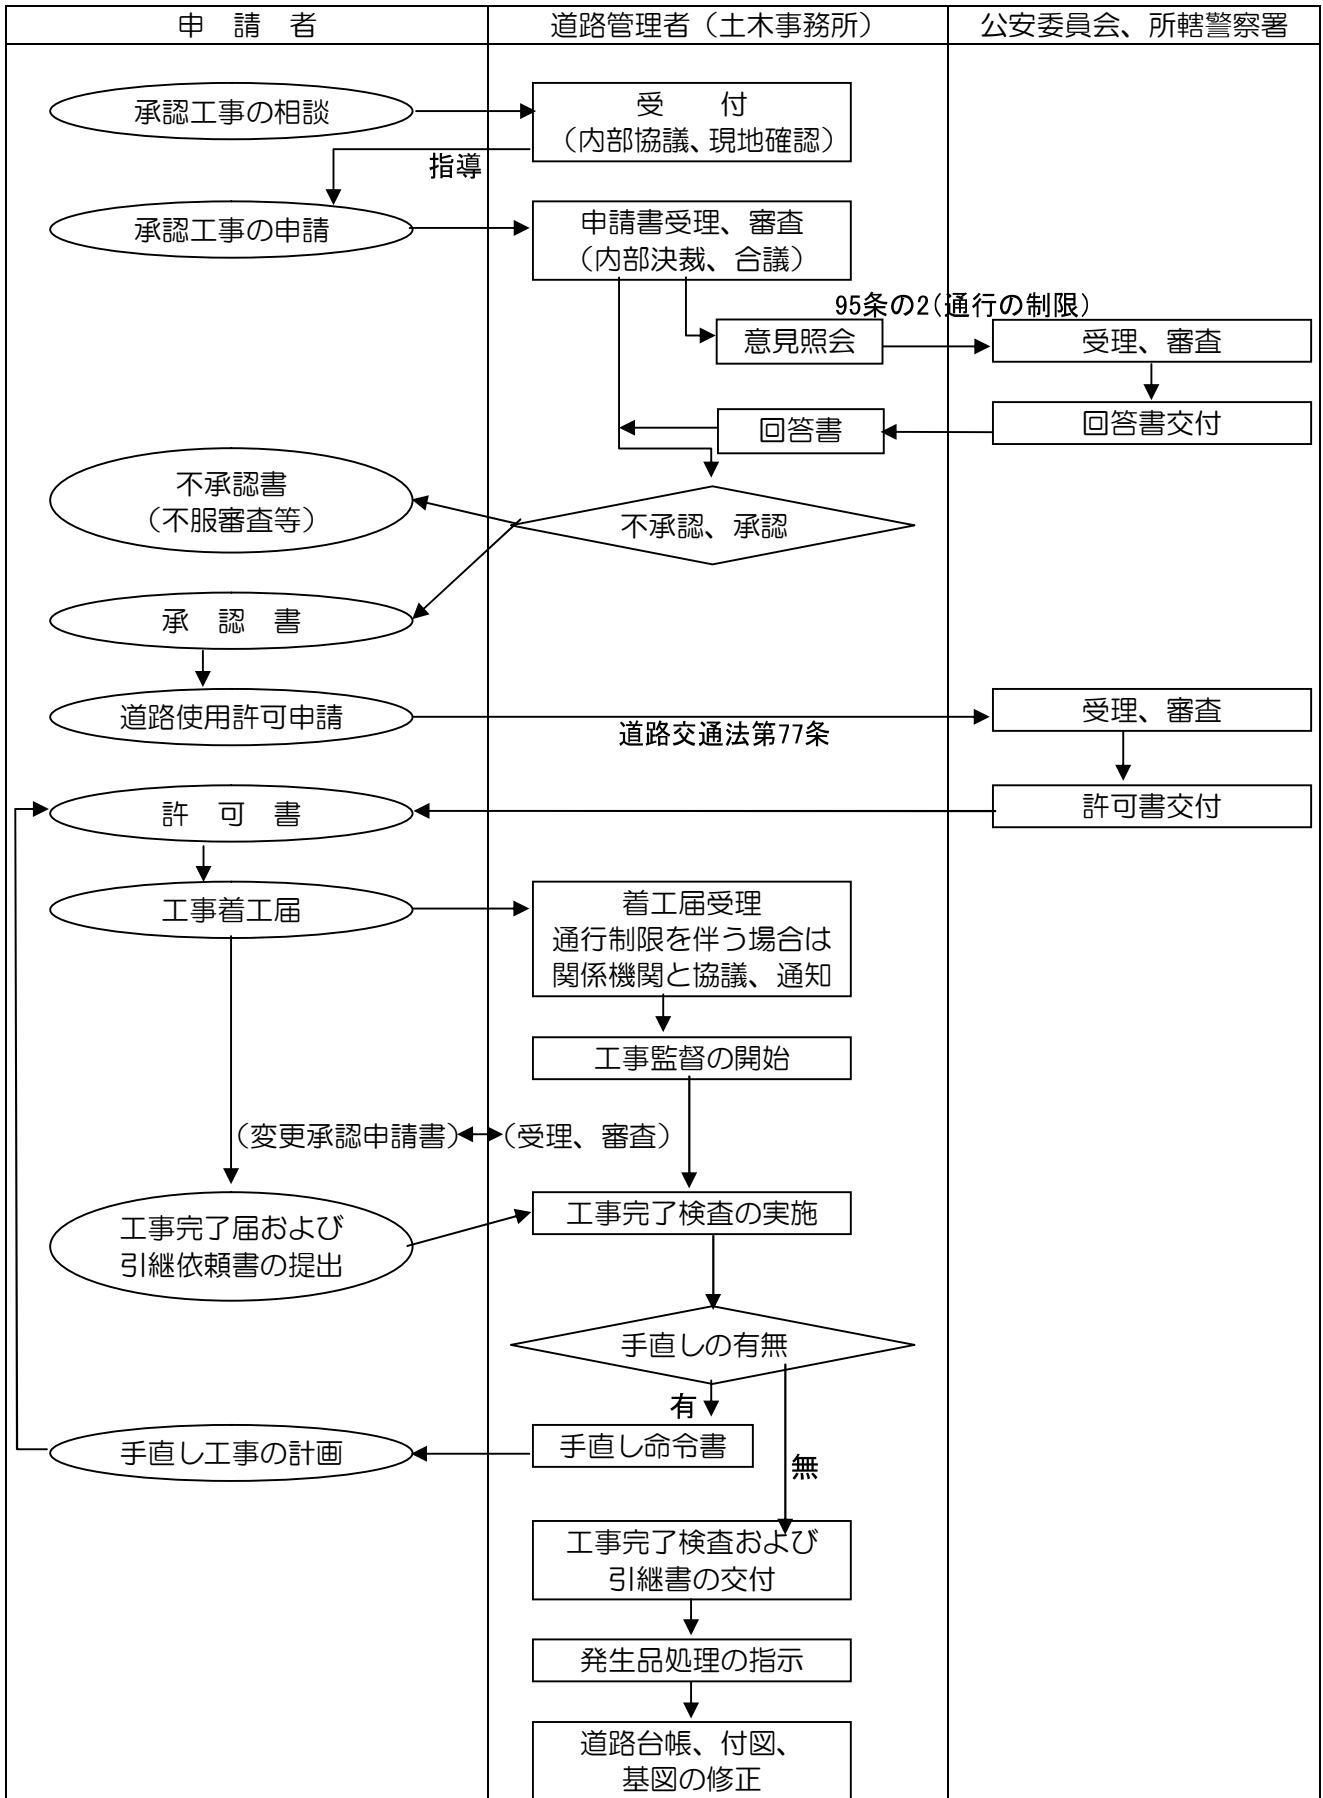 申　請　者
道路管理者（土木事務所）
公安委員会、所轄警察署
承認工事の相談
受　　付
（内部協議、現地確認）
指導
承認工事の申請
申請書受理、審査
（内部決裁、合議）
95条の2（通行の制限）
意見照会
受理、審査
回答書
回答書交付
不承認書
（不服審査等）
不承認、承認
承　認　書
道路使用許可申請
道路交通法第77条
受理、審査
許　可　書
許可書交付
工事着工届
着工届受理
通行制限を伴う場合は
関係機関と協議、通知
工事監督の開始
（変更承認申請書）
（受理、審査）
工事完了届および
引継依頼書の提出
工事完了検査の実施
手直しの有無
有
手直し命令書
手直し工事の計画
無
工事完了検査および
引継書の交付
発生品処理の指示
道路台帳、付図、
基図の修正